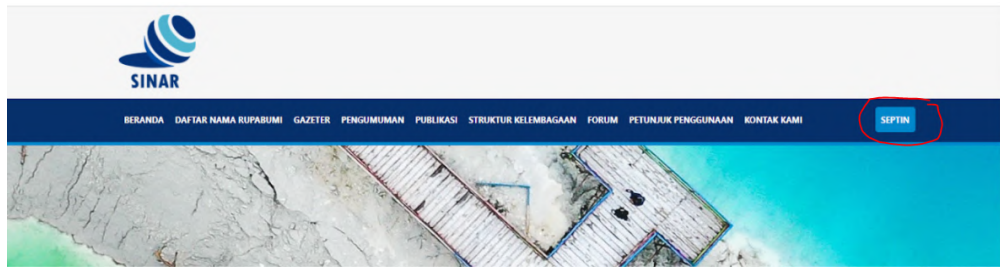 SINAR
BERANDA DAFTAR NAMA RUPABUMI GAZETER PENGUMUMAN PUBLIKASI STRUKTUR KELEMBAGAAN FORUM PETUNJUK PENGGUNAAN KONTAK KAMI SEPTIN